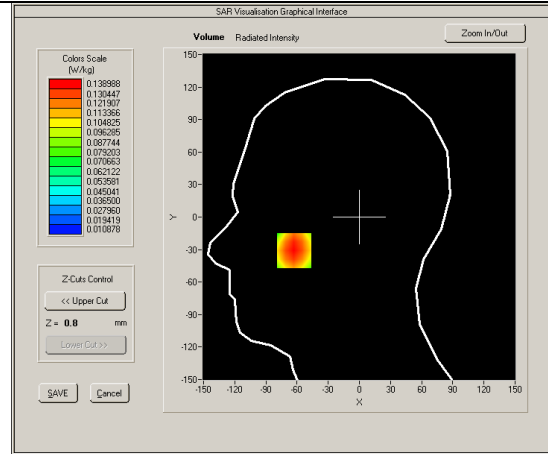 SAR Visualisation Graphical Interface
Volume Radiated Intensity
Zoom In/Out
Colors Scale
(W/kg)
0.138988
0.130447
0.121907
0.113366
0.104825
0.096285
0.087744
0.079203
0.070663
0.062122
0.053581
0.045041
0.036500
0.027960
0.019419
0.010878
Z-Cuts Control
<< Upper Cut
Z = 0.8 mm
Lower Cut >>
SAVE Cancel
150
120
90
60
30
0
-30
-60
-90
-120
-150
Y
-150 -120 -90 -60 -30 0 30 60 90 120 150
X